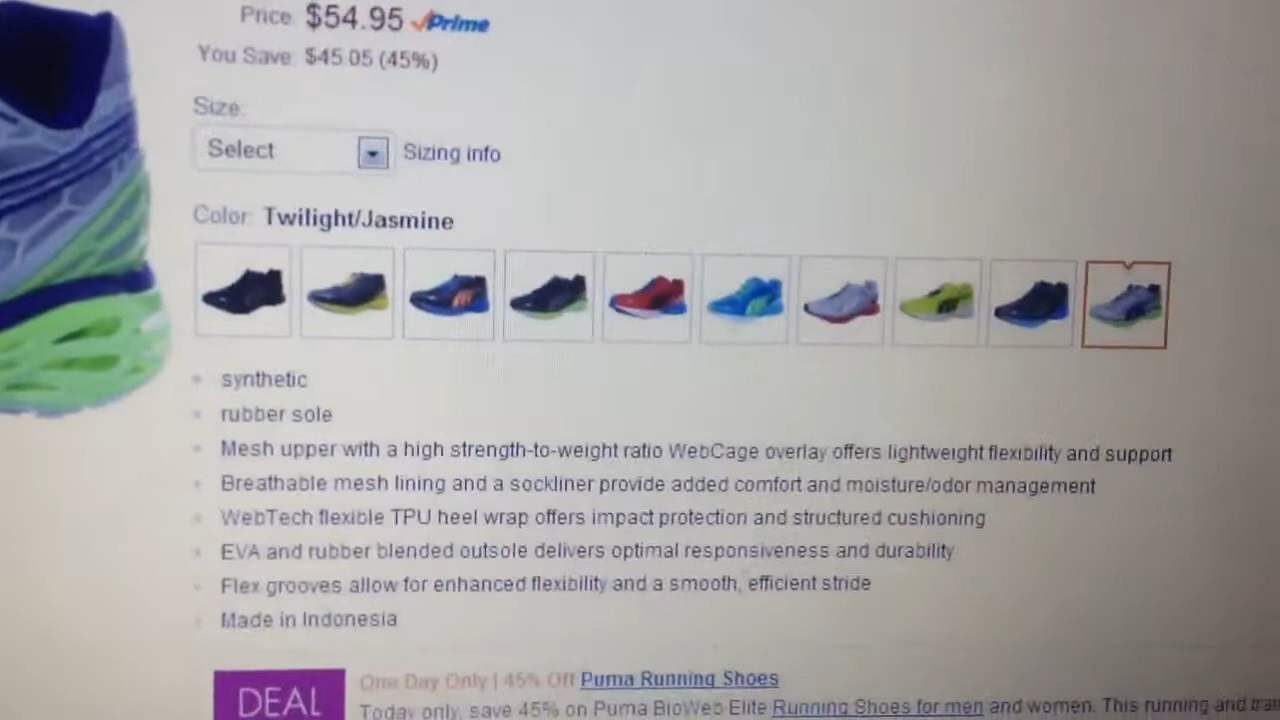 Price: $54.95 Prime
You Save: $45.05 (45%)
Size:
Select Sizing info
Color: Twilight/Jasmine
synthetic
rubber sole
Mesh upper with a high strength-to-weight ratio WebCage overlay offers lightweight flexibility and support
Breathable mesh lining and a sockliner provide added comfort and moisture/odor management
WebTech flexible TPU heel wrap offers impact protection and structured cushioning
EVA and rubber blended outsole delivers optimal responsiveness and durability
Flex grooves allow for enhanced flexibility and a smooth, efficient stride
Made in Indonesia
DEAL
One Day Only | 45% Off Puma Running Shoes
Today only, save 45% on Puma BioWeb Elite Running Shoes for men and women. This running and